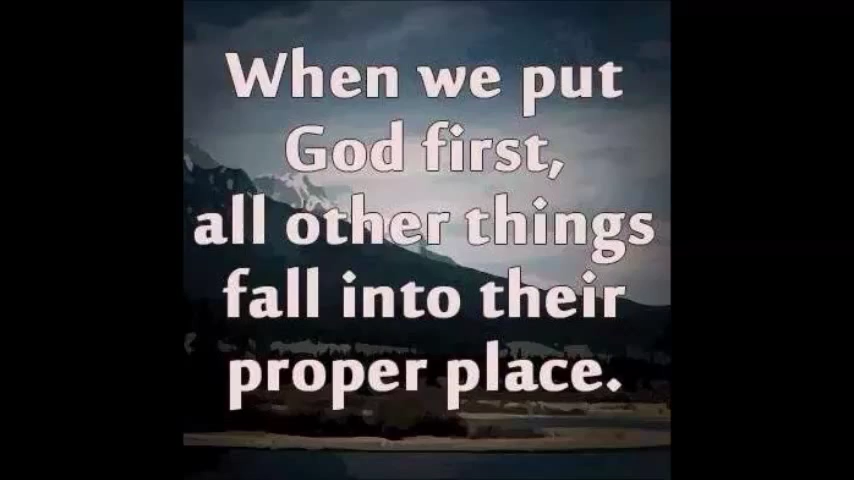 When we put
God first,
all other things
fall into their
proper place.